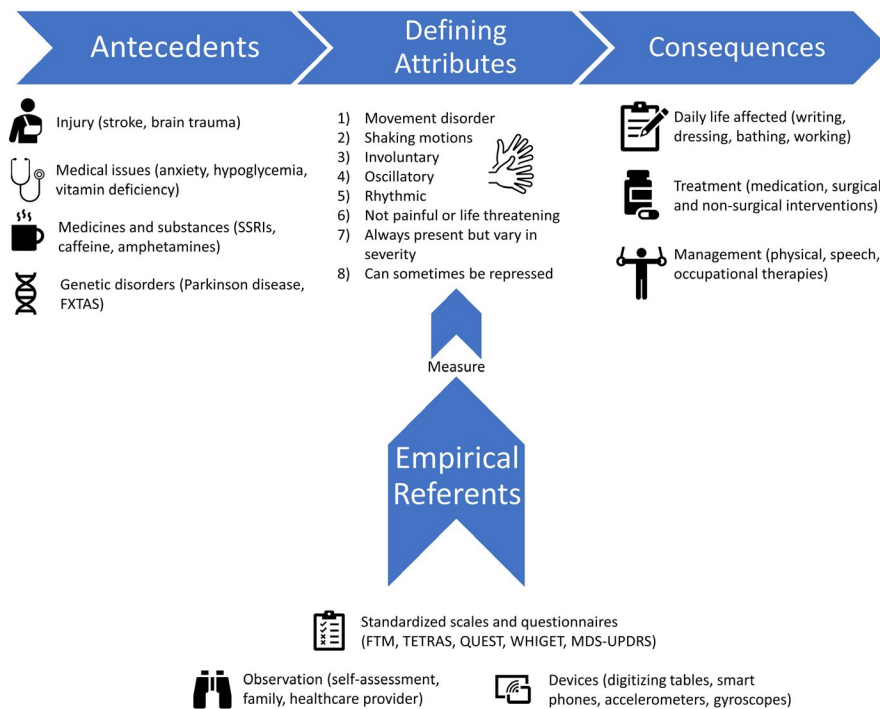 Antecedents
Defining
Attributes
Consequences
Injury (stroke, brain trauma)
Medical issues (anxiety, hypoglycemia,
vitamin deficiency)
Medicines and substances (SSRIs,
caffeine, amphetamines)
Genetic disorders (Parkinson disease,
FXTAS)
1) Movement disorder
2) Shaking motions
3) Involuntary
4) Oscillatory
5) Rhythmic
6) Not painful or life threatening
7) Always present but vary in
severity
8) Can sometimes be repressed
Daily life affected (writing,
dressing, bathing, working)
Treatment (medication, surgical
and non-surgical interventions)
Management (physical, speech,
occupational therapies)
Measure
Empirical
Referents
Standardized scales and questionnaires
(FTM, TETRAS, QUEST, WHIGET, MDS-UPDRS)
Observation (self-assessment,
family, healthcare provider)
Devices (digitizing tables, smart
phones, accelerometers, gyroscopes)